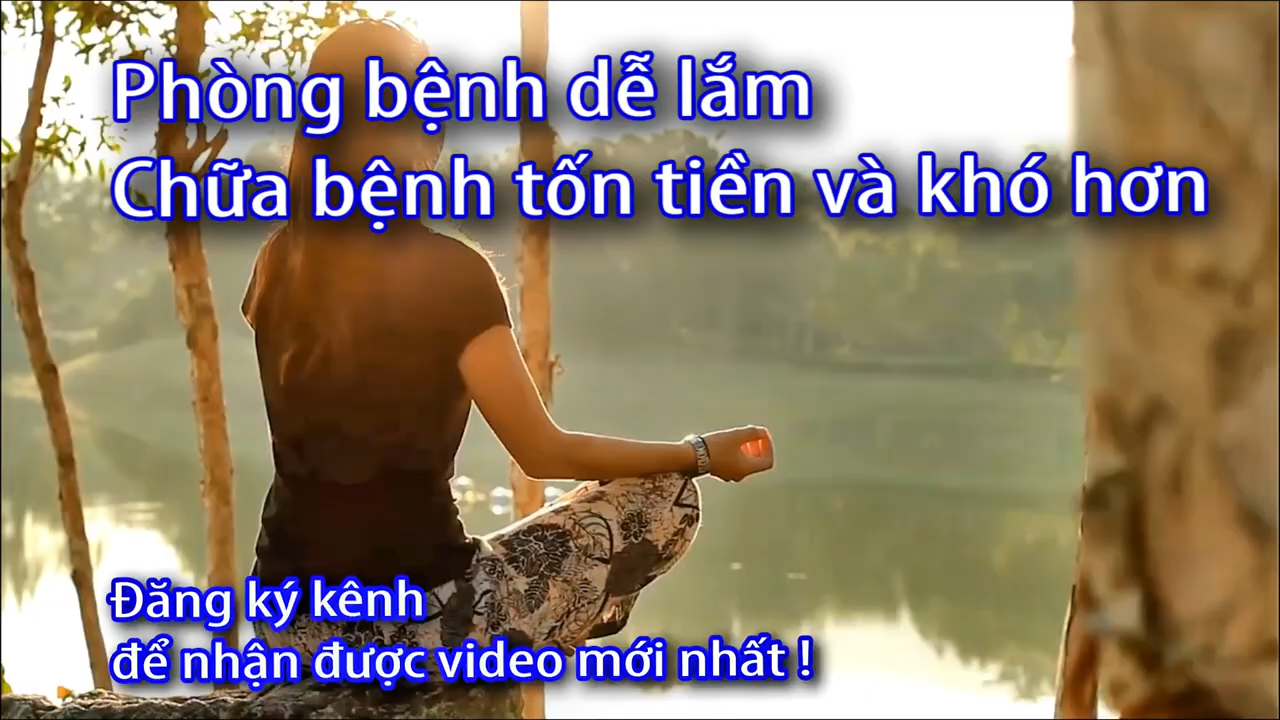 Phòng bệnh dễ lắm
Chữa bệnh tốn tiền và khó hơn
Đăng ký kênh
để nhận được video mới nhất !